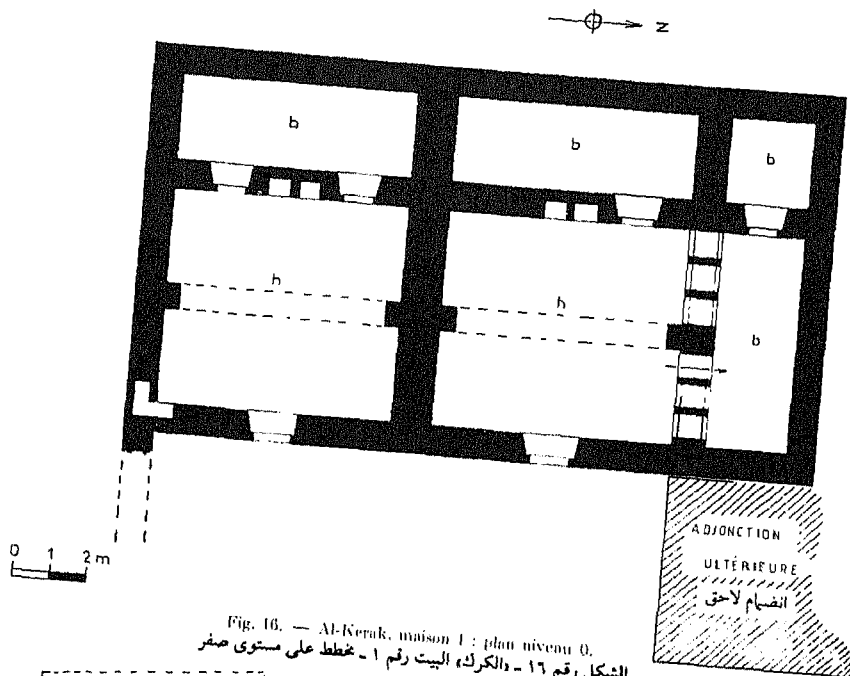 N
b
b
b
h
h
b
0 1 2 m
ADJONCTION
ULTÉRIEURE
انضمام لاحق
Fig. 16. — Al-Kerak, maison 1 : plan niveau 0.
الشكل رقم ١٦ - «الكرك» البيت رقم ١ - مخطط على مستوى صفر